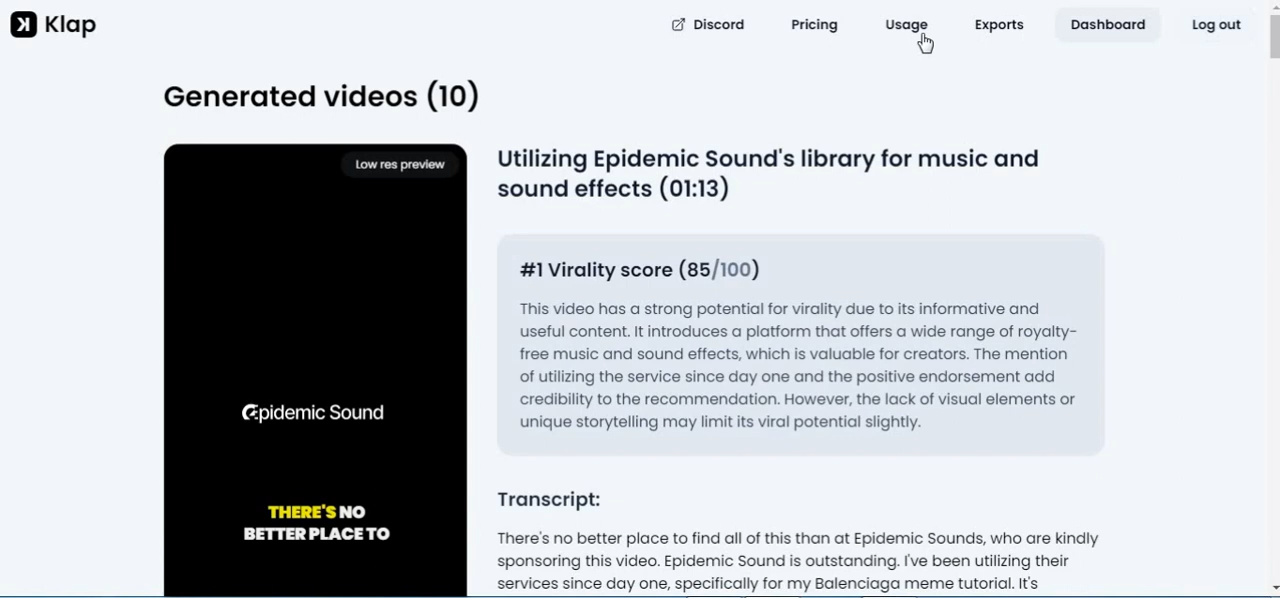 Klap
Discord
Pricing
Usage
Exports
Dashboard
Log out
Generated videos (10)
Low res preview
Epidemic Sound
THERE'S NO
BETTER PLACE TO
Utilizing Epidemic Sound's library for music and
sound effects (01:13)
#1 Virality score (85/100)
This video has a strong potential for virality due to its informative and
useful content. It introduces a platform that offers a wide range of royalty-
free music and sound effects, which is valuable for creators. The mention
of utilizing the service since day one and the positive endorsement add
credibility to the recommendation. However, the lack of visual elements or
unique storytelling may limit its viral potential slightly.
Transcript:
There's no better place to find all of this than at Epidemic Sounds, who are kindly
sponsoring this video. Epidemic Sound is outstanding. I've been utilizing their
services since day one, specifically for my Balenciaga meme tutorial. It's